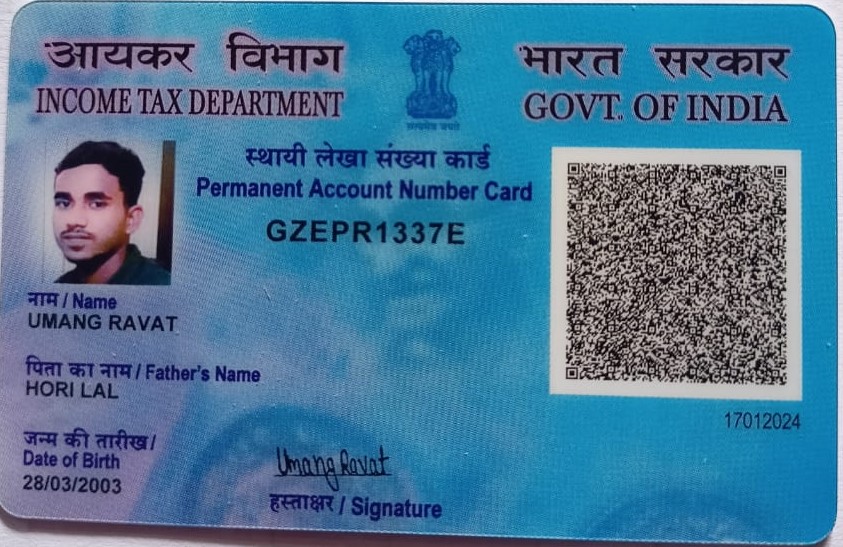 आयकर विभाग
INCOME TAX DEPARTMENT
भारत सरकार
GOVT. OF INDIA
सत्यमेव जयते
स्थायी लेखा संख्या कार्ड
Permanent Account Number Card
GZEPR1337E
नाम / Name
UMANG RAVAT
पिता का नाम / Father's Name
HORI LAL
जन्म की तारीख /
Date of Birth
28/03/2003
Umang Ravat
हस्ताक्षर / Signature
17012024